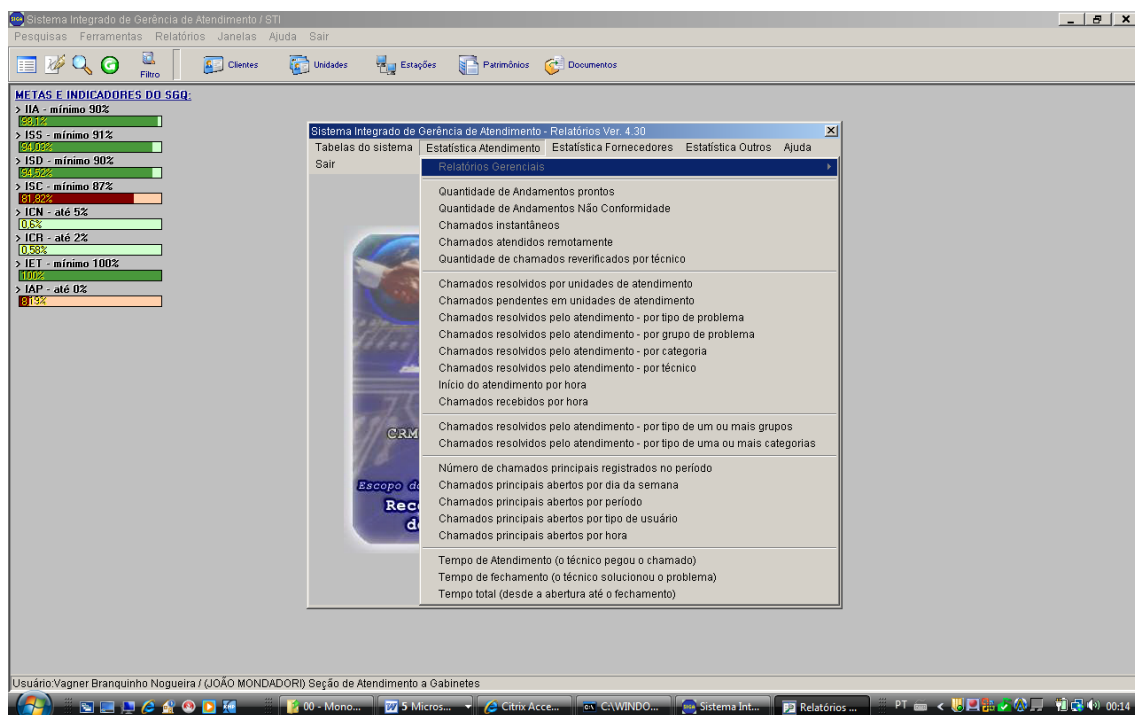 Sistema Integrado de Gerência de Atendimento / STI
Pesquisas Ferramentas Relatórios Janelas Ajuda Sair
Filtro Clientes Unidades Estações Patrimônios Documentos
METAS E INDICADORES DO SGQ:
> IIA - mínimo 90%
> ISS - mínimo 91%
94,03%
> ISD - mínimo 90%
94,52%
> ISC - mínimo 87%
81,82%
> ICN - até 5%
0,6%
> ICR - até 2%
0,58%
> IET - mínimo 100%
100%
> IAP - até 0%
Sistema Integrado de Gerência de Atendimento - Relatórios Ver. 4.30
Tabelas do sistema Estatística Atendimento Estatística Fornecedores Estatística Outros Ajuda
Sair
Relatórios Gerenciais
Quantidade de Andamentos prontos
Quantidade de Andamentos Não Conformidade
Chamados instantâneos
Chamados atendidos remotamente
Quantidade de chamados reverificados por técnico
Chamados resolvidos por unidades de atendimento
Chamados pendentes em unidades de atendimento
Chamados resolvidos pelo atendimento - por tipo de problema
Chamados resolvidos pelo atendimento - por grupo de problema
Chamados resolvidos pelo atendimento - por categoria
Chamados resolvidos pelo atendimento - por técnico
Início do atendimento por hora
Chamados recebidos por hora
Chamados resolvidos pelo atendimento - por tipo de um ou mais grupos
Chamados resolvidos pelo atendimento - por tipo de uma ou mais categorias
Número de chamados principais registrados no período
Chamados principais abertos por dia da semana
Chamados principais abertos por período
Chamados principais abertos por tipo de usuário
Chamados principais abertos por hora
Tempo de Atendimento (o técnico pegou o chamado)
Tempo de fechamento (o técnico solucionou o problema)
Tempo total (desde a abertura até o fechamento)
CRM
Escopo d
Rec
d
Usuário:Vagner Branquinho Nogueira / (JOÃO MONDADORI) Seção de Atendimento a Gabinetes
00 - Mono... 5 Micros... Citrix Acce... C:\WINDO... Sistema Int... Relatórios ... PT 00:14